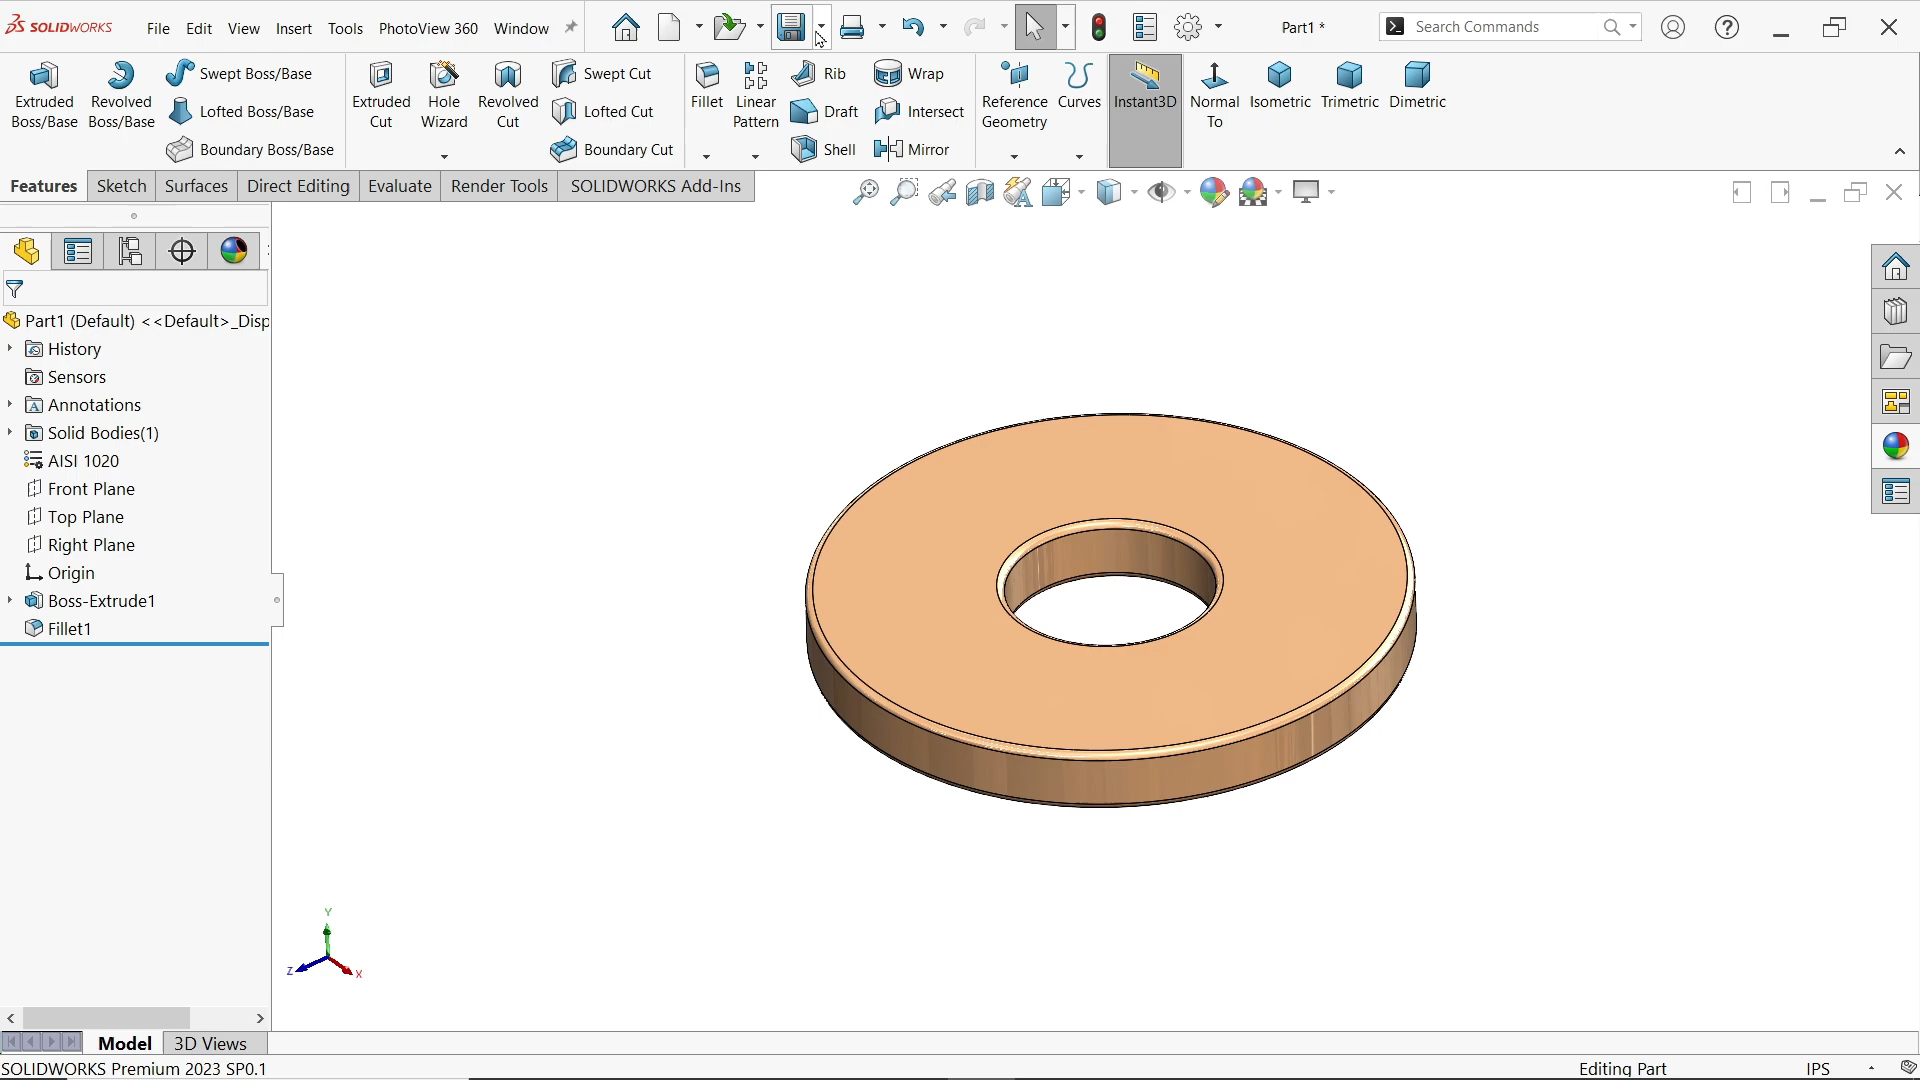 SOLIDWORKS
File Edit View Insert Tools PhotoView 360 Window
Part1 *
Search Commands
Extruded Boss/Base
Revolved Boss/Base
Swept Boss/Base
Lofted Boss/Base
Boundary Boss/Base
Extruded Cut
Hole Wizard
Revolved Cut
Swept Cut
Lofted Cut
Boundary Cut
Fillet
Linear Pattern
Rib
Draft
Shell
Wrap
Intersect
Mirror
Reference Geometry
Curves
Instant3D
Normal To
Isometric
Trimetric
Dimetric
Features Sketch Surfaces Direct Editing Evaluate Render Tools SOLIDWORKS Add-Ins
Part1 (Default) <<Default>_Disp
History
Sensors
Annotations
Solid Bodies(1)
AISI 1020
Front Plane
Top Plane
Right Plane
Origin
Boss-Extrude1
Fillet1
Y
Z
X
Model 3D Views
SOLIDWORKS Premium 2023 SP0.1
Editing Part
IPS